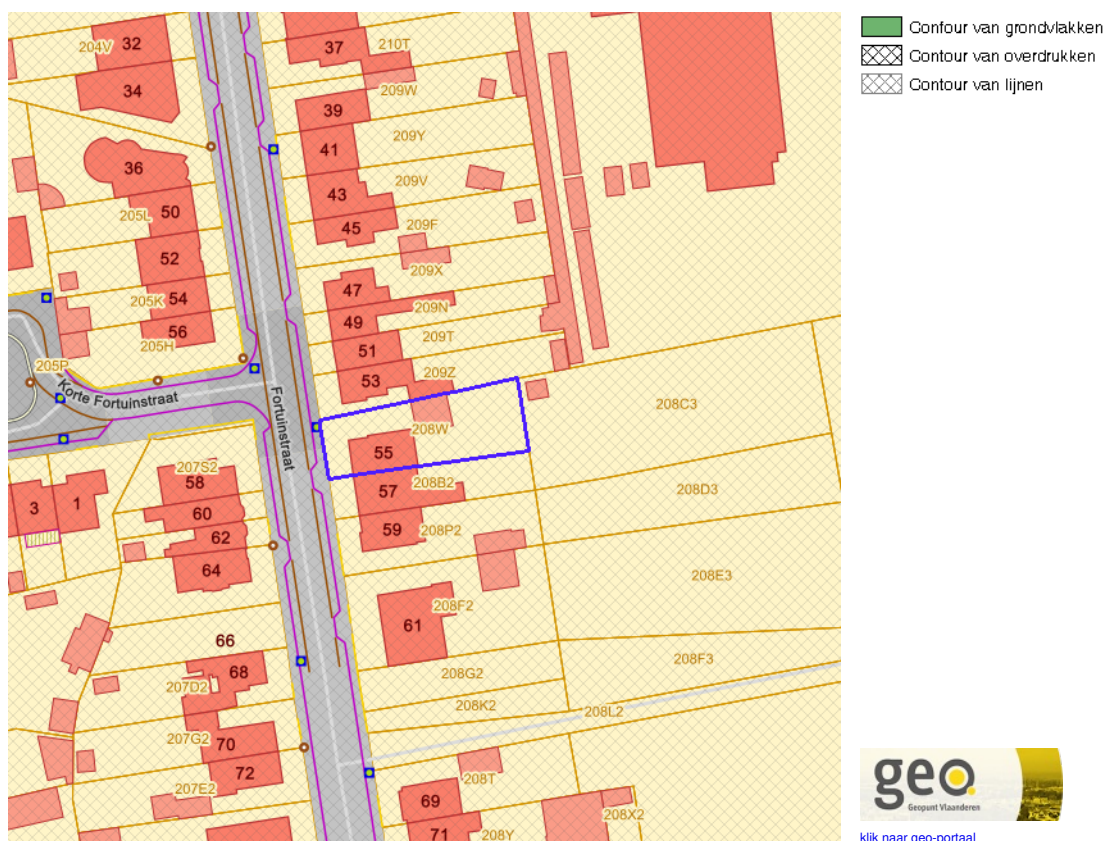 32
204V
34
37
210T
209W
39
41
209Y
36
43
209V
205L
50
45
209F
52
209X
47
54
205K
209N
49
56
209T
205H
51
205P
53
209Z
Korte Fortuinstraat
Fortuinstraat
208W
208C3
55
207S2
58
57
208B2
208D3
3
1
60
59
208P2
62
64
208E3
61
208F2
66
68
208G2
208F3
207D2
208K2
208L2
207G2
70
72
207E2
208T
69
71
208Y
208X2
Contour van grondvlakken
Contour van overdrukken
Contour van lijnen
geo
Geopunt Vlaanderen
klik naar geo-portaal